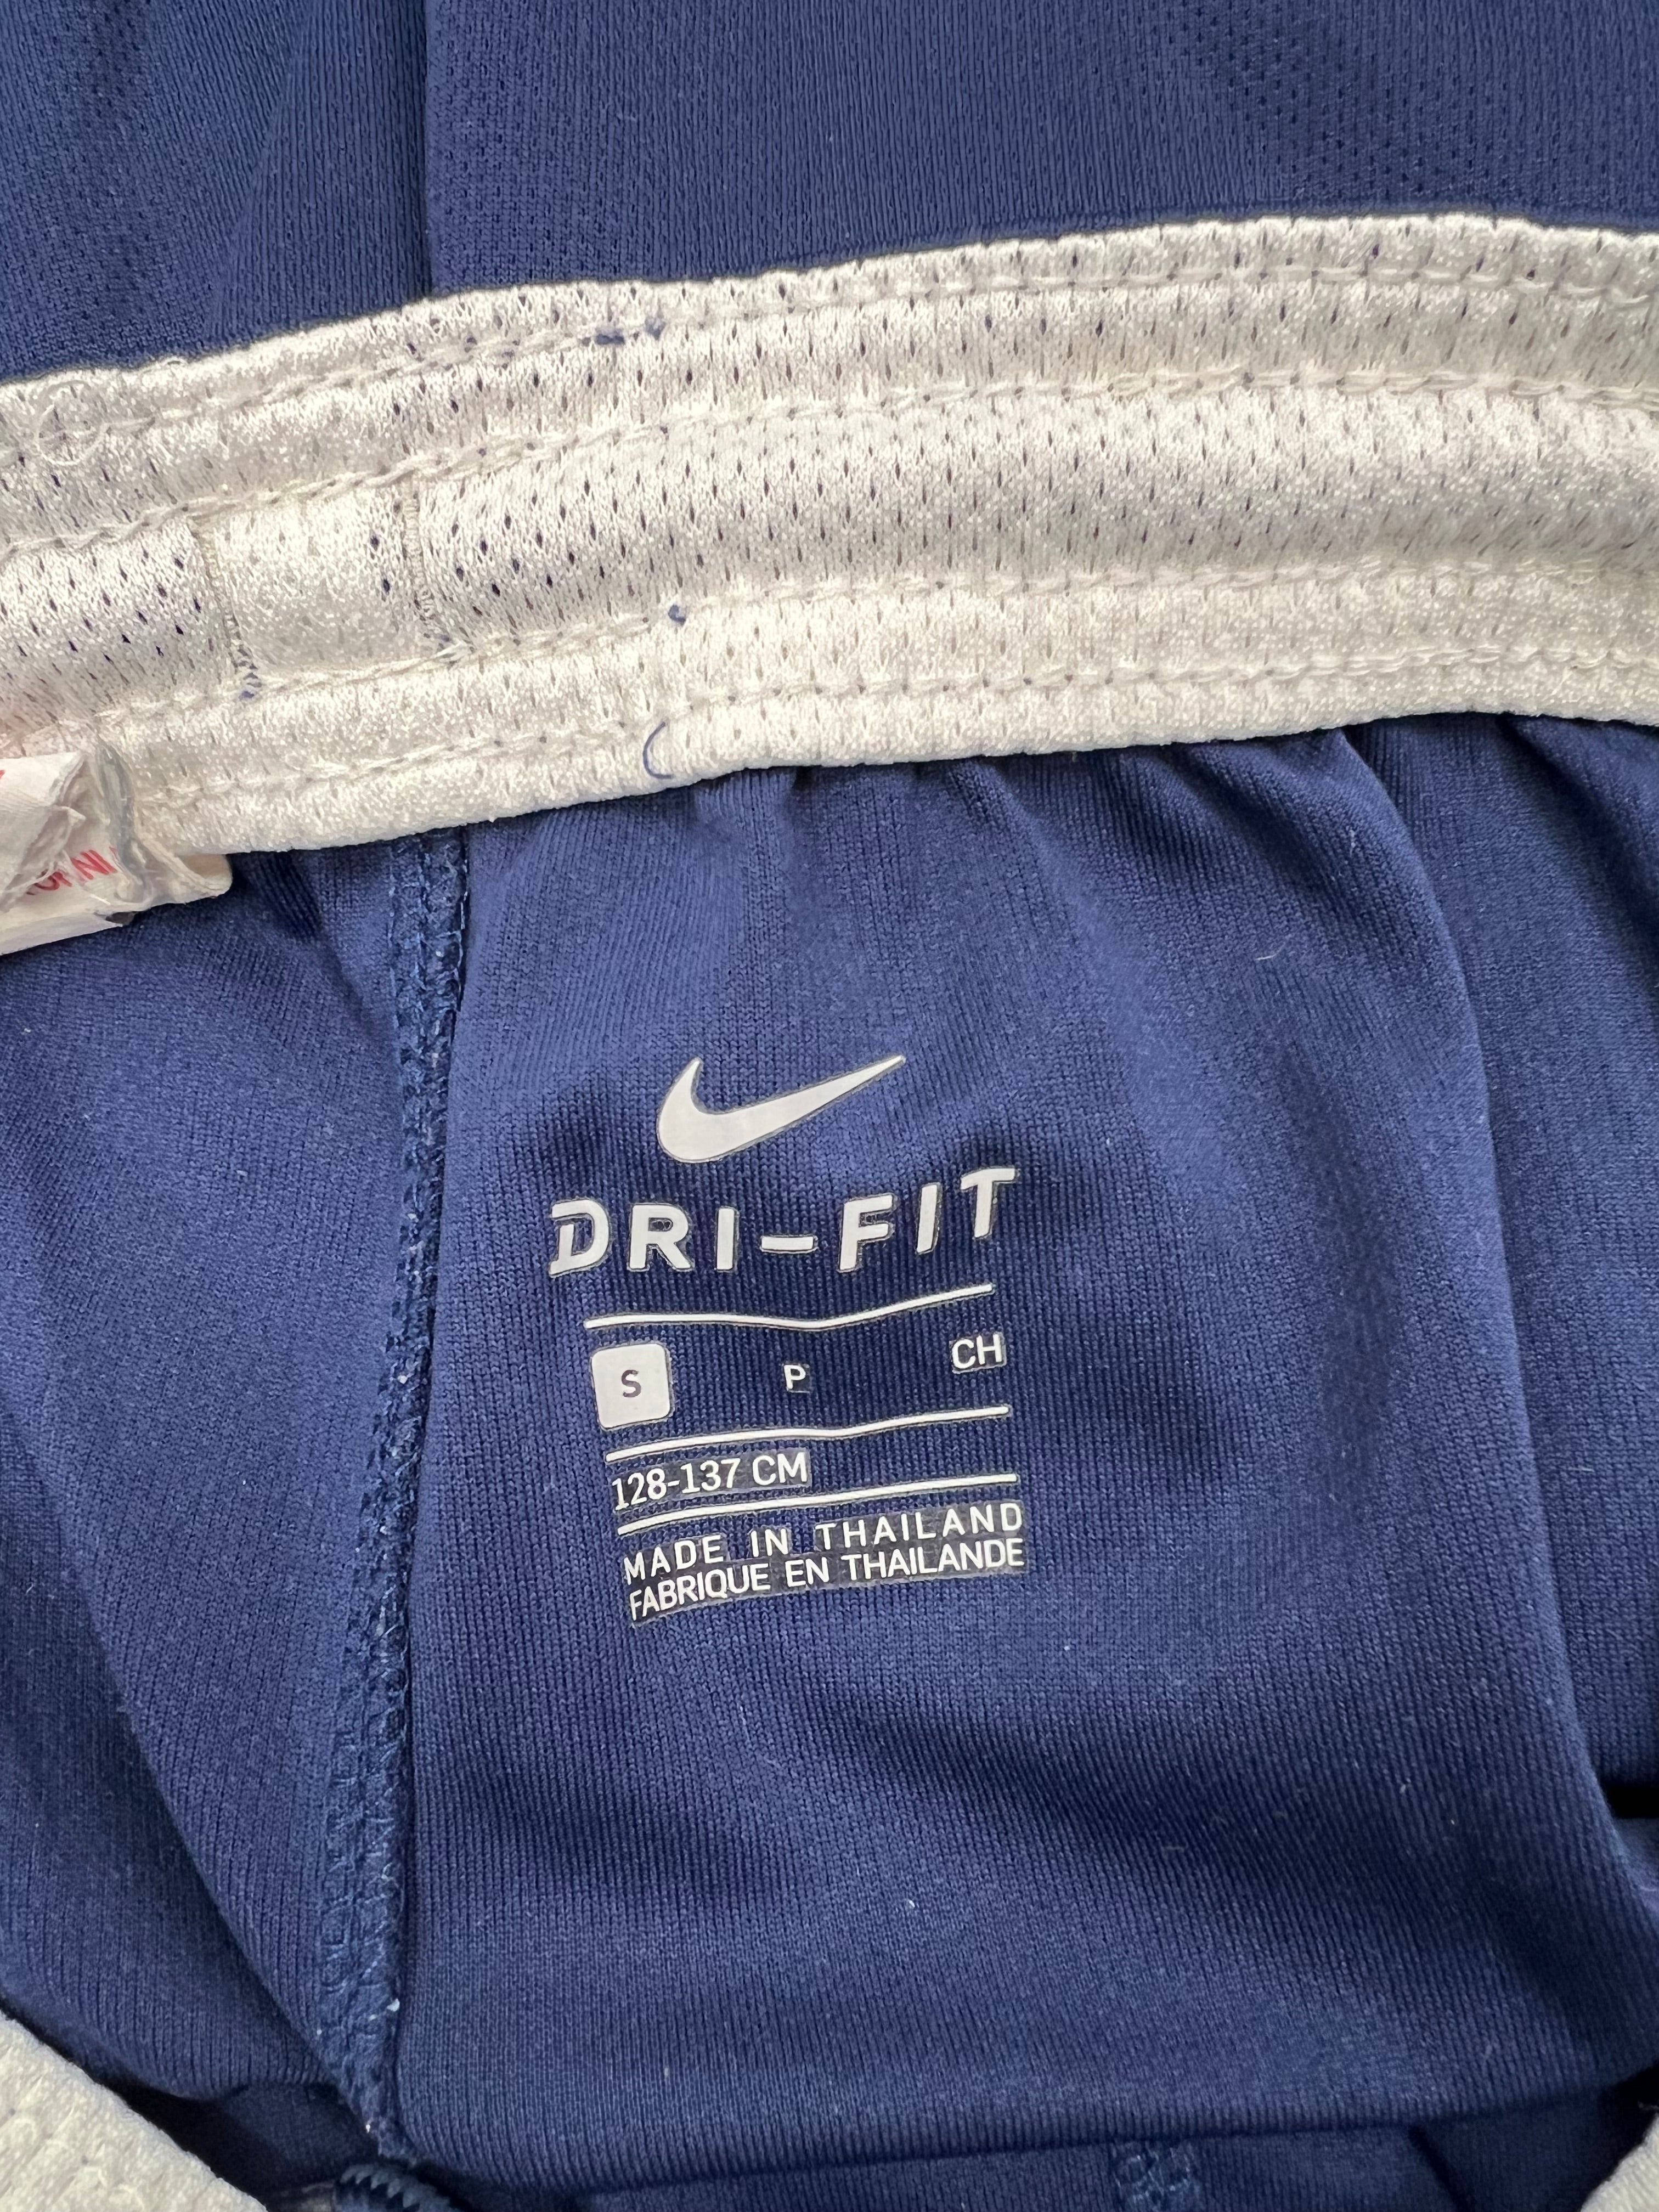 DRI-FIT
S P CH
128-137 CM
MADE IN THAILAND
FABRIQUE EN THAILANDE